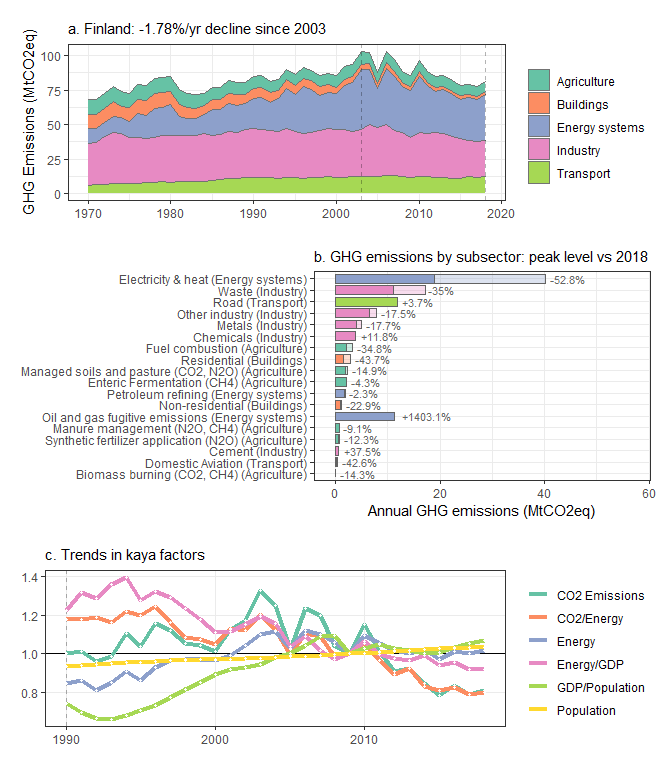 a. Finland: -1.78%/yr decline since 2003
GHG Emissions (MtCO2eq)
100
75
50
25
0
1970
1980
1990
2000
2010
2020
Agriculture
Buildings
Energy systems
Industry
Transport
b. GHG emissions by subsector: peak level vs 2018
Electricity & heat (Energy systems) -52.8%
Waste (Industry) -35%
Road (Transport) +3.7%
Other industry (Industry) -17.5%
Metals (Industry) -17.7%
Chemicals (Industry) +11.8%
Fuel combustion (Agriculture) -34.8%
Residential (Buildings) -43.7%
Managed soils and pasture (CO2, N2O) (Agriculture) -14.9%
Enteric Fermentation (CH4) (Agriculture) -4.3%
Petroleum refining (Energy systems) -2.3%
Non-residential (Buildings) -22.9%
Oil and gas fugitive emissions (Energy systems) +1403.1%
Manure management (N2O, CH4) (Agriculture) -9.1%
Synthetic fertilizer application (N2O) (Agriculture) -12.3%
Cement (Industry) +37.5%
Domestic Aviation (Transport) -42.6%
Biomass burning (CO2, CH4) (Agriculture) -14.3%
0
20
40
60
Annual GHG emissions (MtCO2eq)
c. Trends in kaya factors
1.4
1.2
1.0
0.8
1990
2000
2010
CO2 Emissions
CO2/Energy
Energy
Energy/GDP
GDP/Population
Population